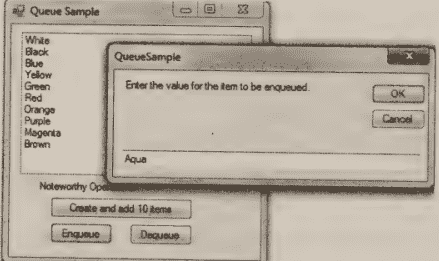 Queue Sample
White
Black
Blue
Yellow
Green
Red
Orange
Purple
Magenta
Brown
Noteworthy
Create and add 10 items
Enqueue
Dequeue
QueueSample
Enter the value for the item to be enqueued.
OK
Cancel
Aqua